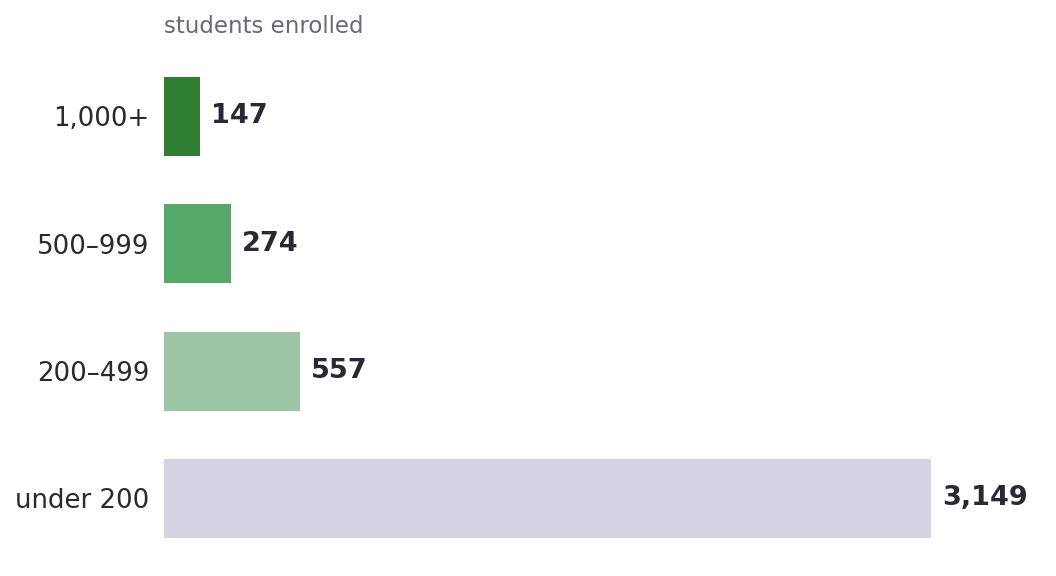 students enrolled
1,000+ 147
500–999 274
200–499 557
under 200 3,149